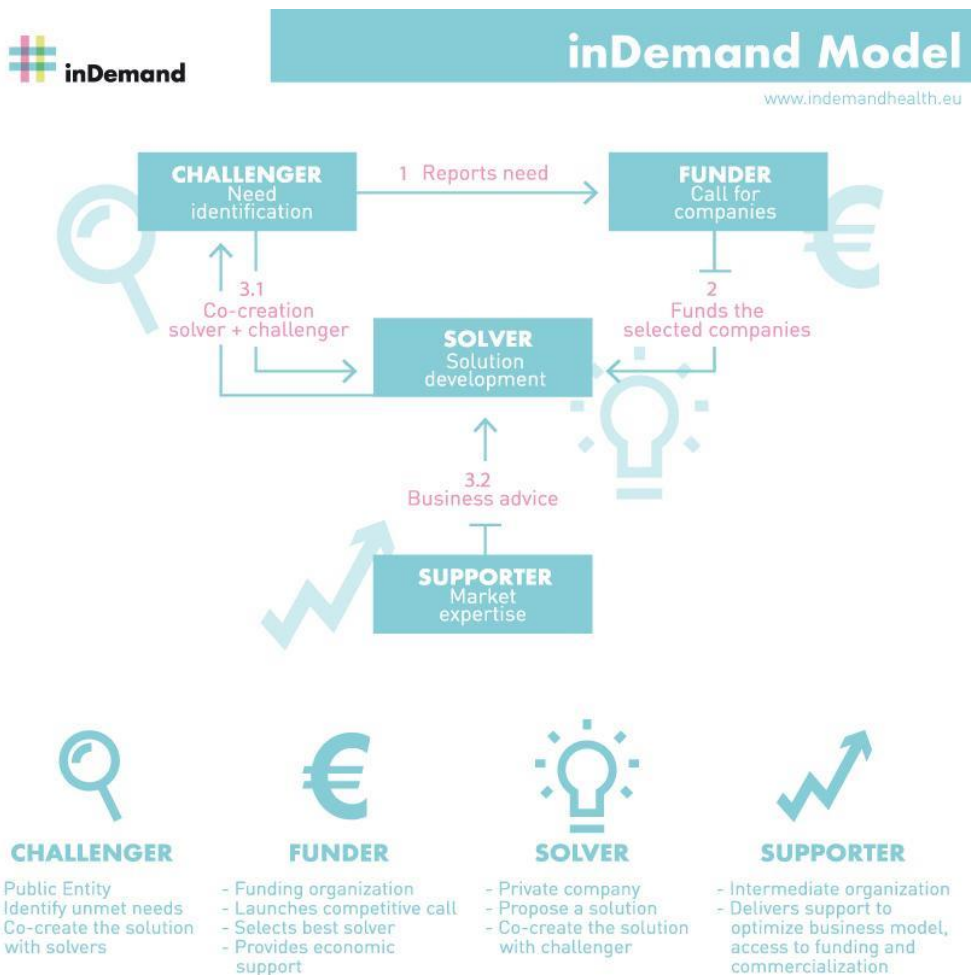 inDemand
inDemand Model
www.indemandhealth.eu
CHALLENGER
Need
identification
1 Reports need
FUNDER
Call for
companies
3.1
Co-creation
solver + challenger
2
Funds the
selected companies
SOLVER
Solution
development
3.2
Business advice
SUPPORTER
Market
expertise
CHALLENGER
Public Entity
Identify unmet needs
Co-create the solution
with solvers
FUNDER
- Funding organization
- Launches competitive call
- Selects best solver
- Provides economic
support
SOLVER
- Private company
- Propose a solution
- Co-create the solution
with challenger
SUPPORTER
- Intermediate organization
- Delivers support to
optimize business model,
access to funding and
commercialization